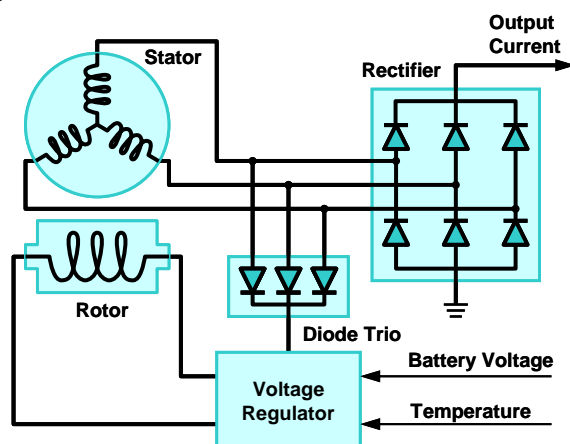 Output
Current
Stator
Rectifier
Rotor
Diode Trio
Voltage
Regulator
Battery Voltage
Temperature